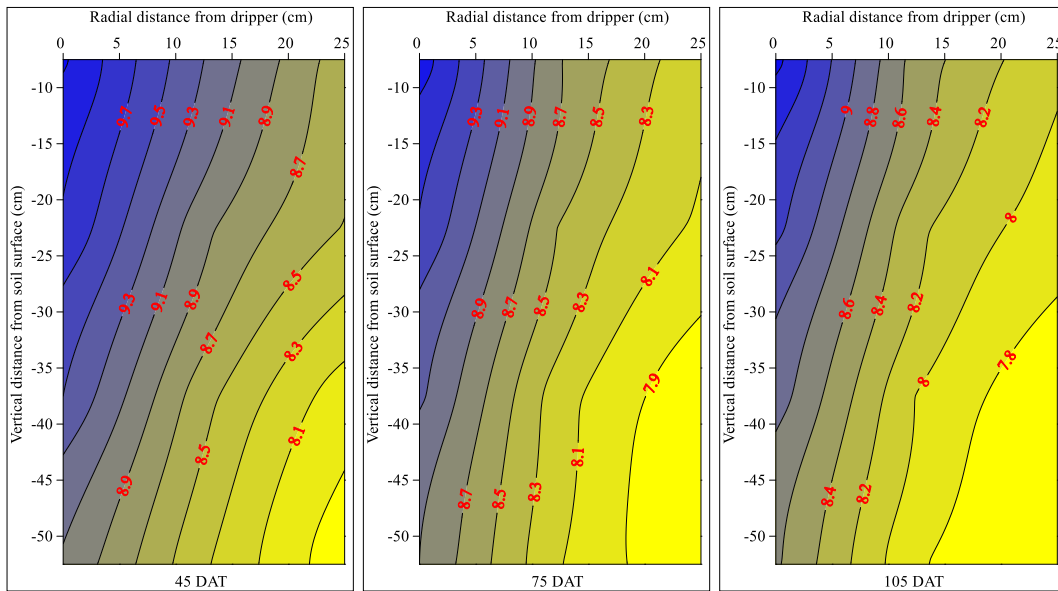 Radial distance from dripper (cm)
0 5 10 15 20 25
Vertical distance from soil surface (cm)
-10
-15
-20
-25
-30
-35
-40
-45
-50
9.7 9.5 9.3 9.1 8.9
8.7
8.5
9.3 9.1 8.9
8.7
8.3
8.1
8.5
8.9
45 DAT
Radial distance from dripper (cm)
0 5 10 15 20 25
Vertical distance from soil surface (cm)
-10
-15
-20
-25
-30
-35
-40
-45
-50
9.3 9.1 8.9 8.7 8.5 8.3
8.1
8.9 8.7 8.5 8.3
7.9
8.1
8.7 8.5 8.3
75 DAT
Radial distance from dripper (cm)
0 5 10 15 20 25
Vertical distance from soil surface (cm)
-10
-15
-20
-25
-30
-35
-40
-45
-50
9 8.8 8.6 8.4 8.2
8
8.6 8.4 8.2
7.8
8
8.4 8.2
105 DAT